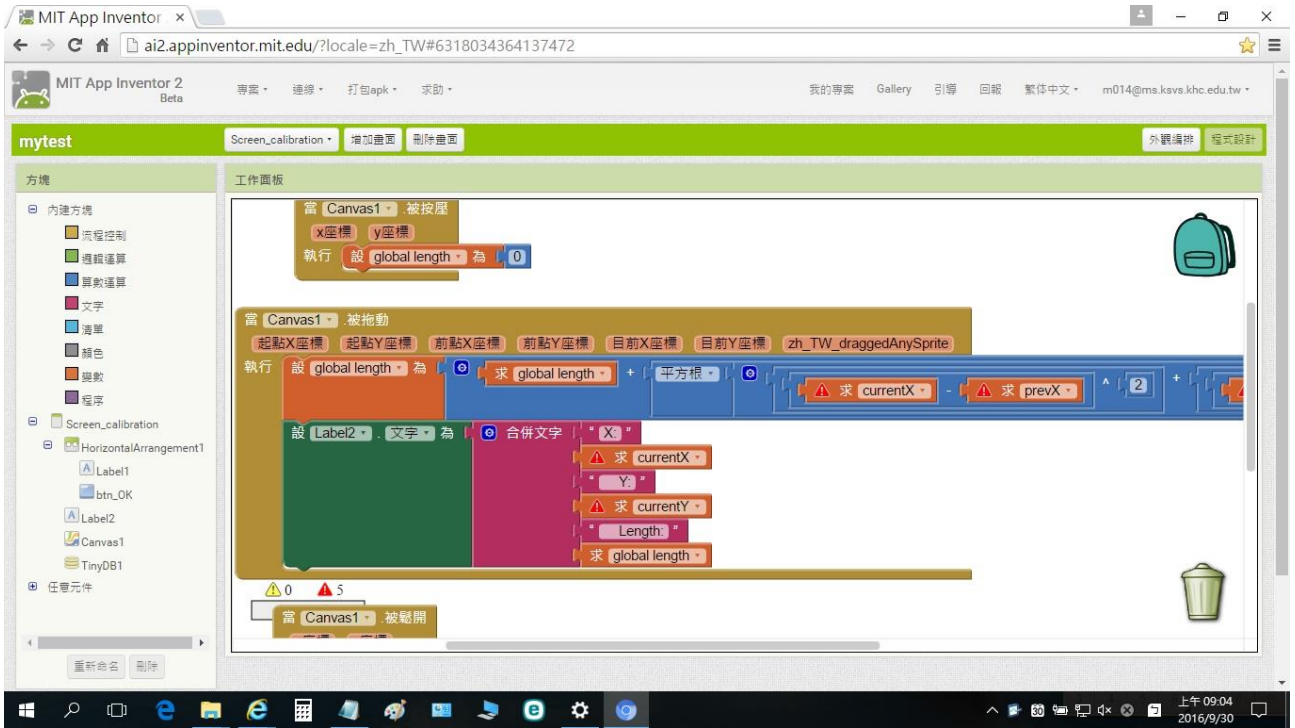 MIT App Inventor
ai2.appinventor.mit.edu/?locale=zh_TW#6318034364137472
MIT App Inventor 2
Beta
專案 連線 打包apk 求助 我的專案 Gallery 引導 回報 繁体中文 m014@ms.ksvs.khc.edu.tw
mytest Screen_calibration 增加畫面 刪除畫面 外觀編排 程式設計
方塊 工作面板
內建方塊
流程控制
邏輯運算
算數運算
文字
清單
顏色
變數
程序
Screen_calibration
HorizontalArrangement1
Label1
btn_OK
Label2
Canvas1
TinyDB1
任意元件
重新命名 刪除
當 Canvas1 .被按壓
x座標 y座標
執行 設 global length 為 0
當 Canvas1 .被拖動
起點X座標 起點Y座標 前點X座標 前點Y座標 目前X座標 目前Y座標 zh_TW_draggedAnySprite
執行 設 global length 為 求 global length + 平方根 求 currentX - 求 prevX ^ 2 +
設 Label2 . 文字 為 合併文字 " X: "
求 currentX
" Y: "
求 currentY
" Length: "
求 global length
0 5
當 Canvas1 .被鬆開
上午 09:04
2016/9/30